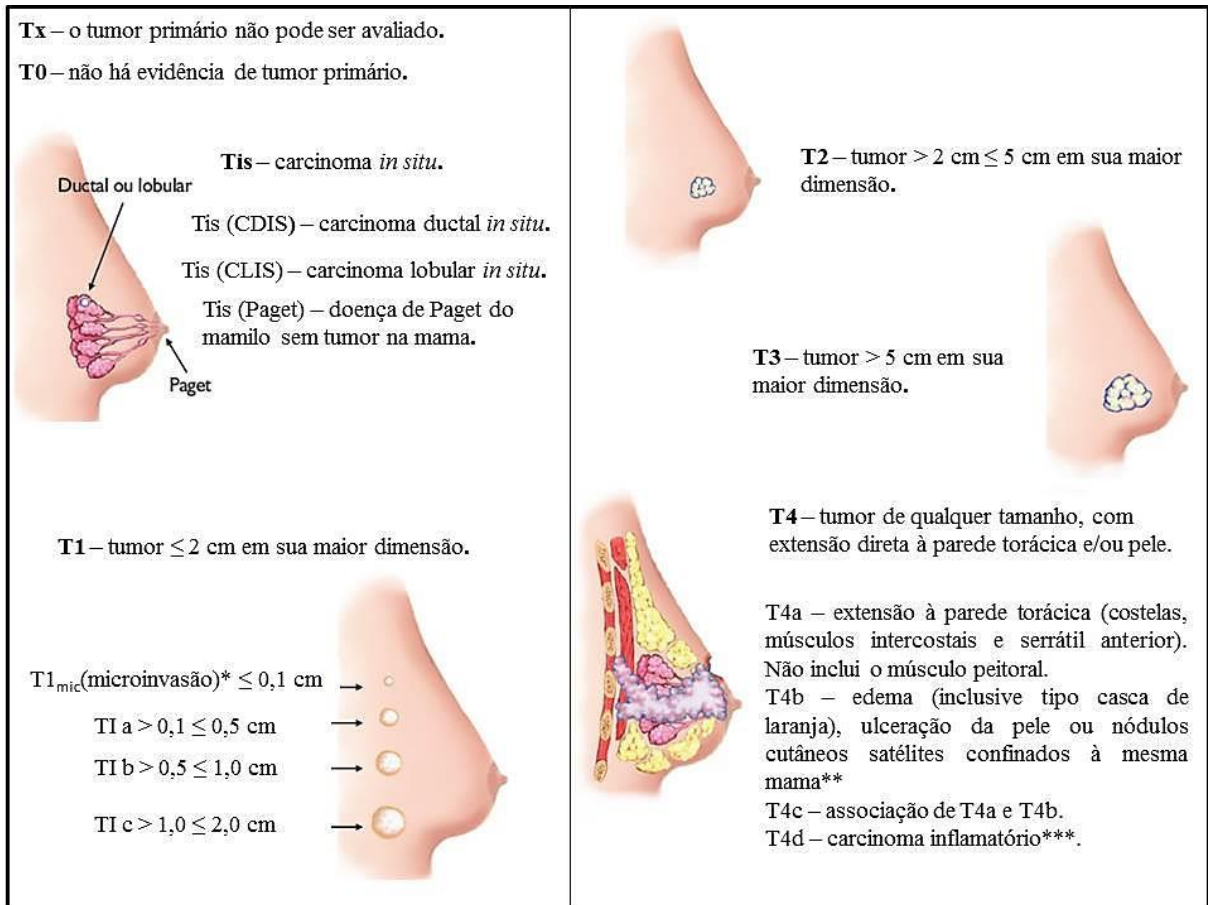 Tx – o tumor primário não pode ser avaliado.
T0 – não há evidência de tumor primário.
Tis – carcinoma in situ.
Ductal ou lobular
Tis (CDIS) – carcinoma ductal in situ.
Tis (CLIS) – carcinoma lobular in situ.
Tis (Paget) – doença de Paget do
mamilo sem tumor na mama.
Paget
T1 – tumor ≤ 2 cm em sua maior dimensão.
T1mic(microinvasão)* ≤ 0,1 cm
TI a > 0,1 ≤ 0,5 cm
TI b > 0,5 ≤ 1,0 cm
TI c > 1,0 ≤ 2,0 cm
T2 – tumor > 2 cm ≤ 5 cm em sua maior
dimensão.
T3 – tumor > 5 cm em sua
maior dimensão.
T4 – tumor de qualquer tamanho, com
extensão direta à parede torácica e/ou pele.
T4a – extensão à parede torácica (costelas,
músculos intercostais e serrátil anterior).
Não inclui o músculo peitoral.
T4b – edema (inclusive tipo casca de
laranja), ulceração da pele ou nódulos
cutâneos satélites confinados à mesma
mama**
T4c – associação de T4a e T4b.
T4d – carcinoma inflamatório***.